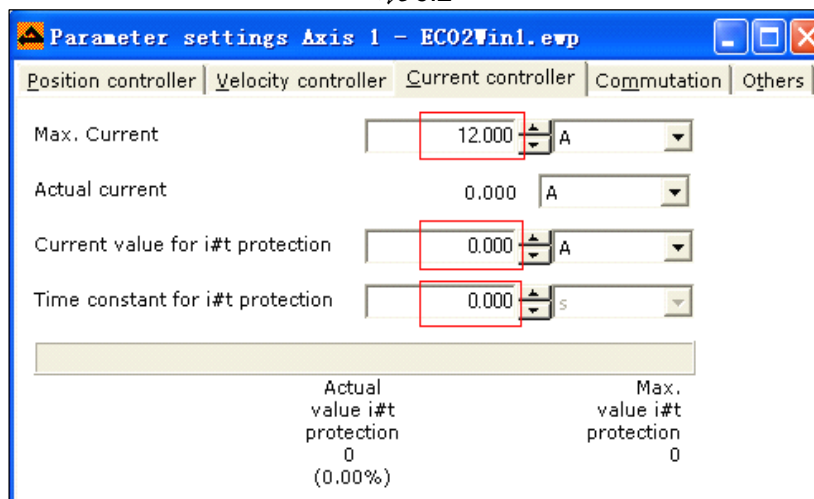 Parameter settings Axis 1 - ECO2Win1.ewp
Position controller Velocity controller Current controller Commutation Others
Max. Current 12.000 A
Actual current 0.000 A
Current value for i#t protection 0.000 A
Time constant for i#t protection 0.000 s
Actual Max.
value i#t value i#t
protection protection
0 0
(0.00%)